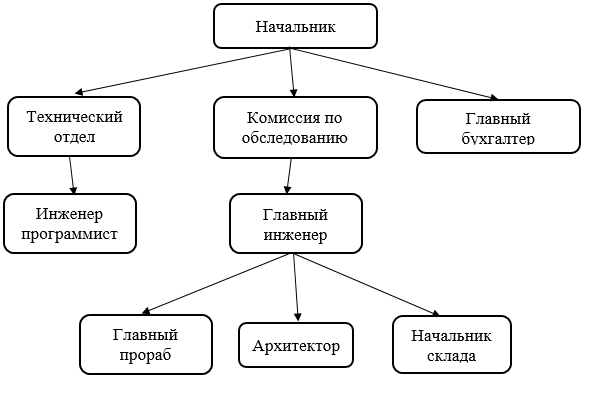 Начальник
Технический
отдел
Комиссия по
обследованию
Главный
бухгалтер
Инженер
программист
Главный
инженер
Главный
прораб
Архитектор
Начальник
склада